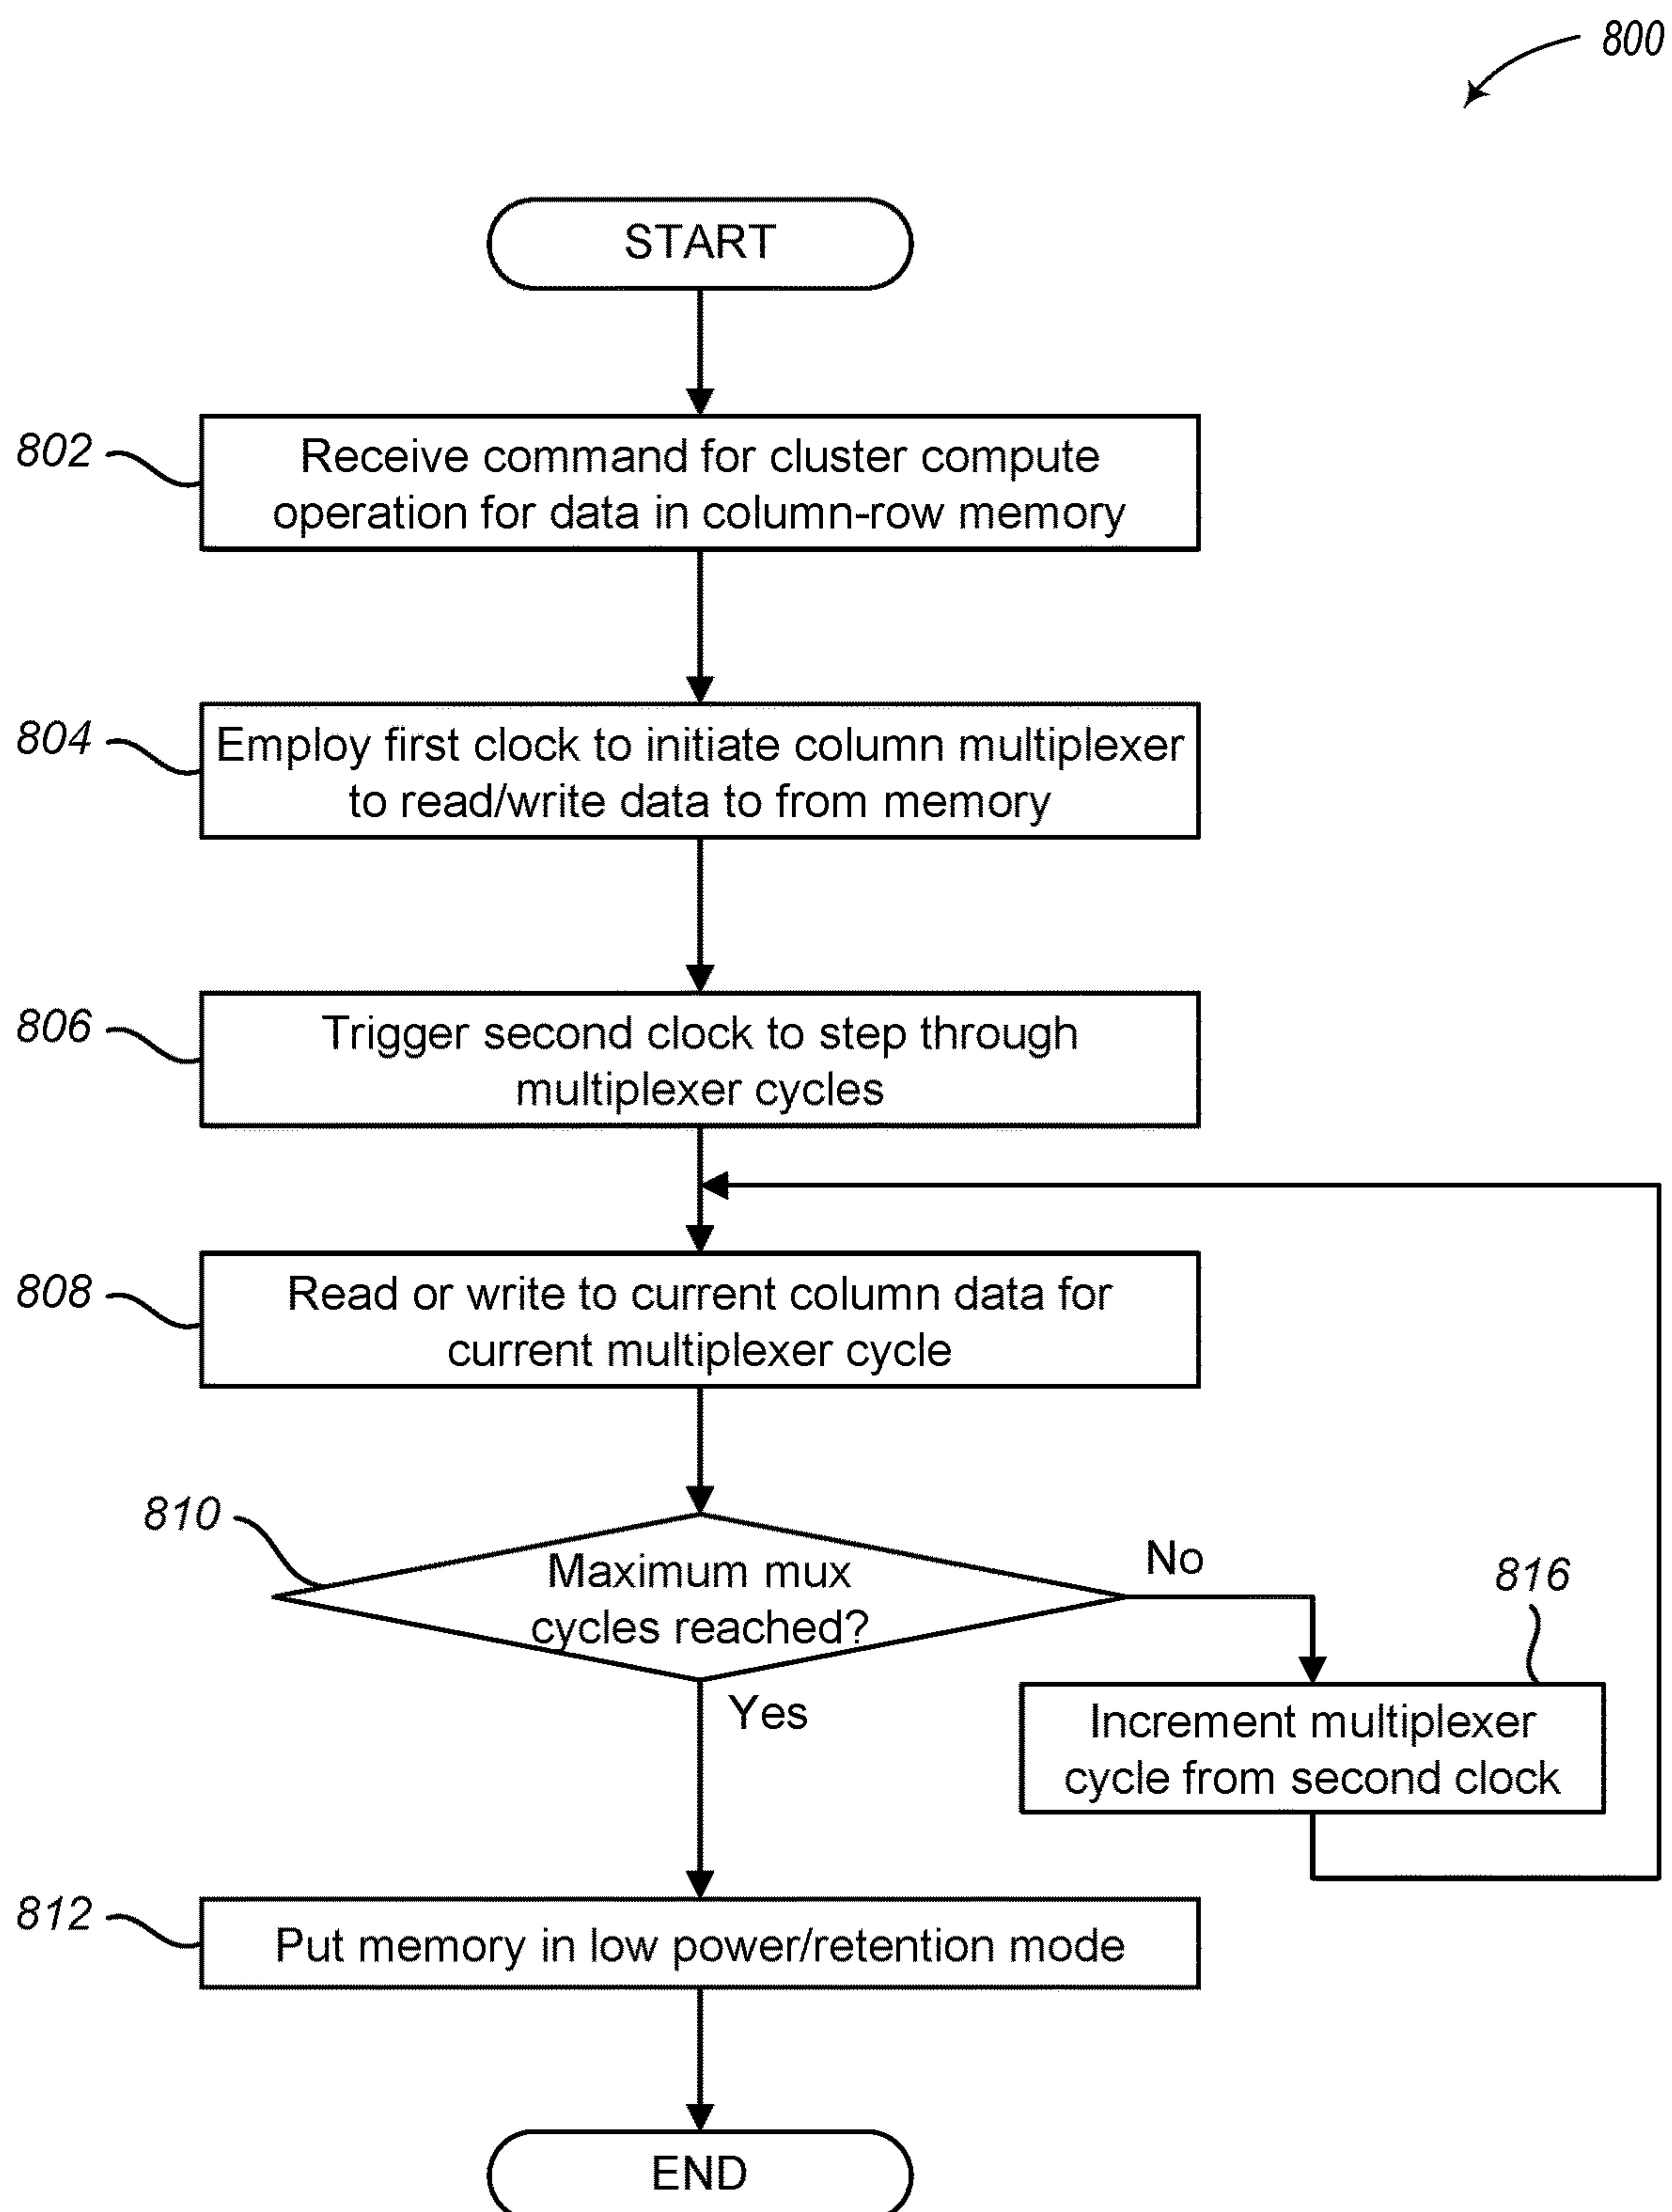 800
START
802
Receive command for cluster compute
operation for data in column-row memory
804
Employ first clock to initiate column multiplexer
to read/write data to from memory
806
Trigger second clock to step through
multiplexer cycles
808
Read or write to current column data for
current multiplexer cycle
810
Maximum mux
cycles reached?
No
816
Yes
Increment multiplexer
cycle from second clock
812
Put memory in low power/retention mode
END